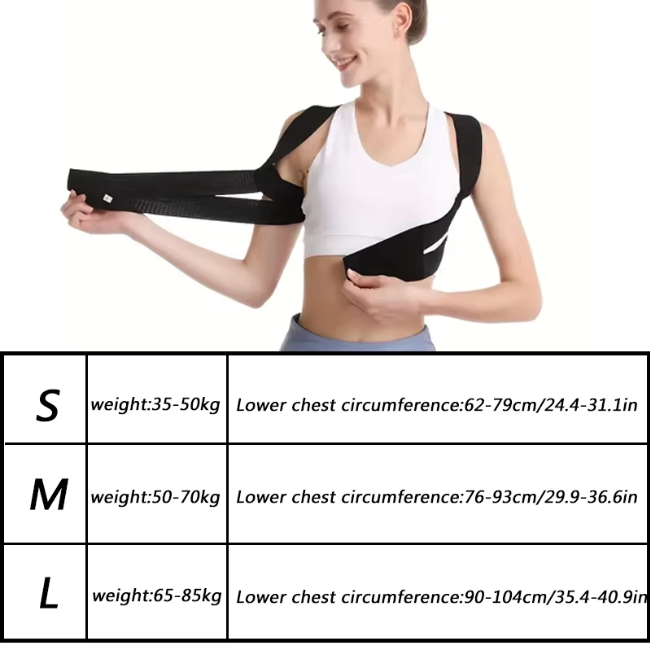 S weight:35-50kg Lower chest circumference:62-79cm/24.4-31.1in
M weight:50-70kg Lower chest circumference:76-93cm/29.9-36.6in
L weight:65-85kg Lower chest circumference:90-104cm/35.4-40.9in